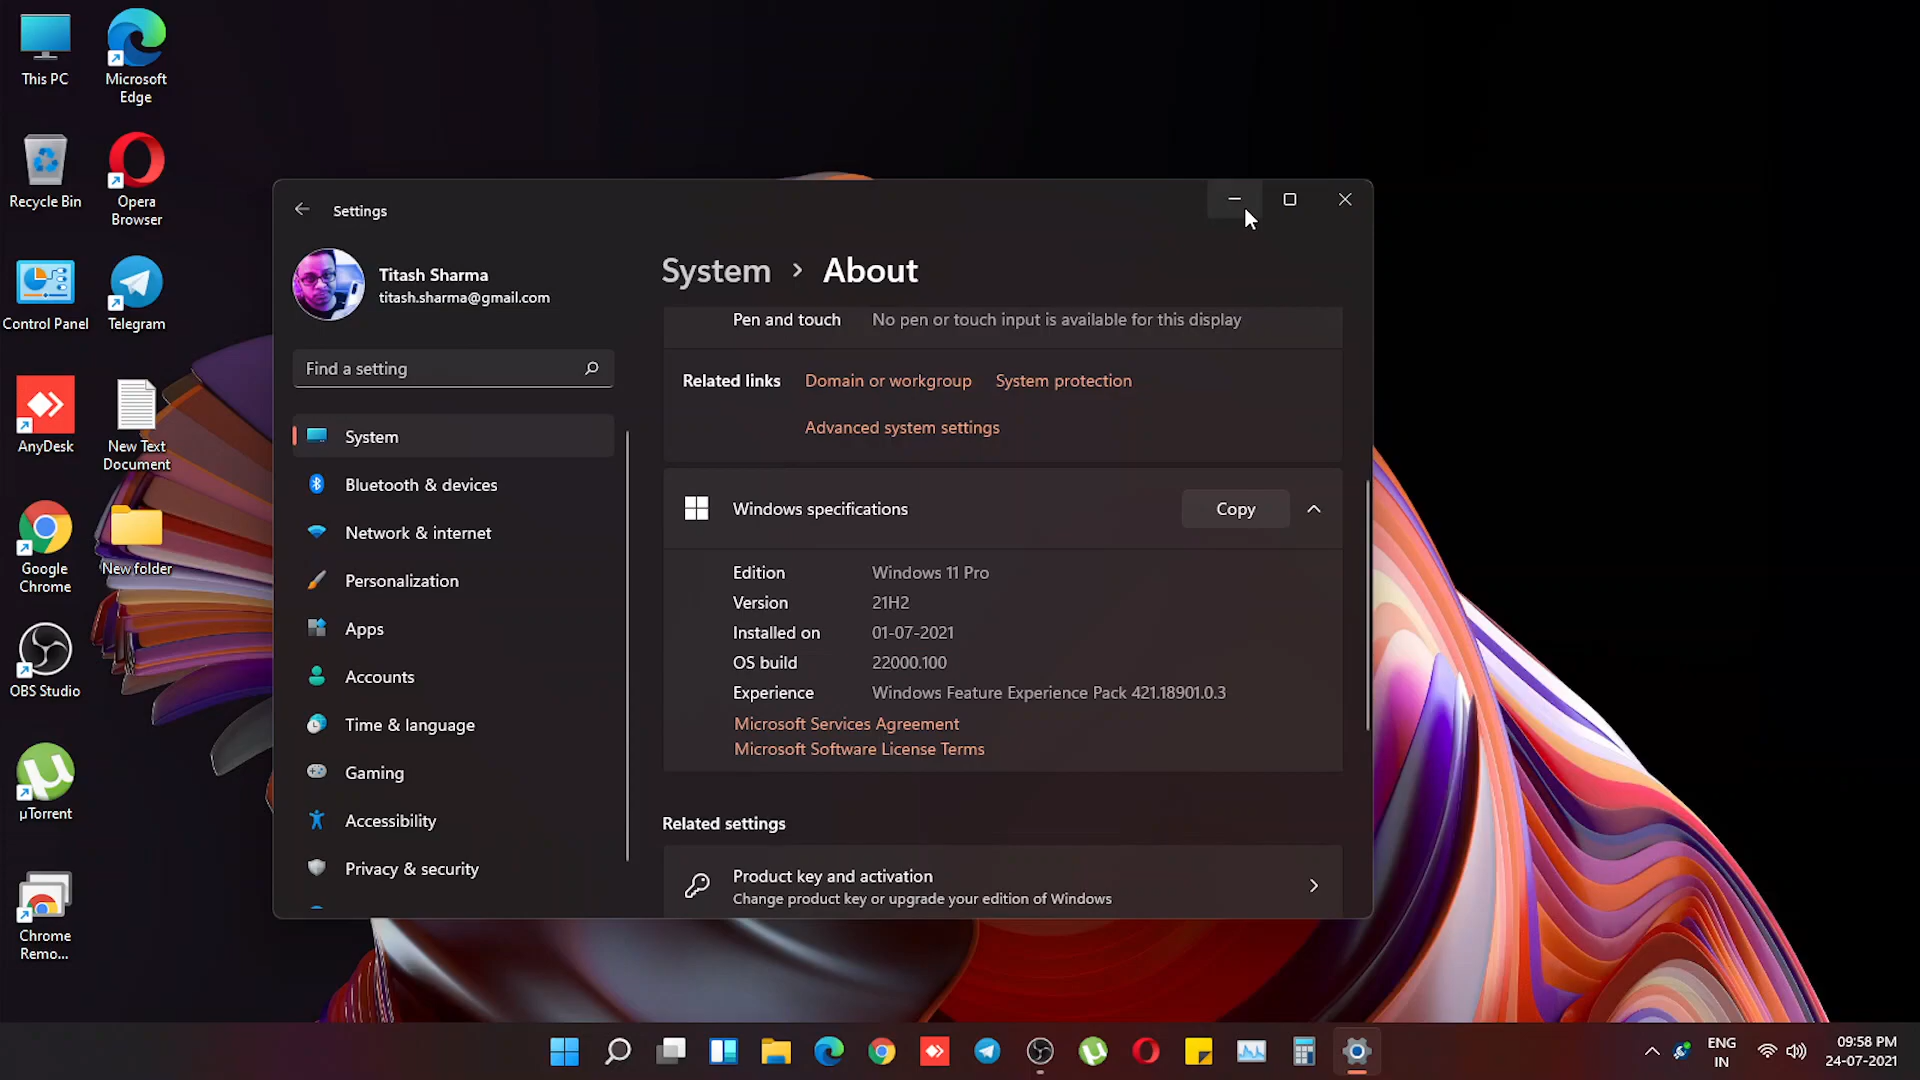 This PC
Microsoft
Edge
Recycle Bin
Opera
Browser
Control Panel
Telegram
AnyDesk
New Text
Document
Google
Chrome
New folder
OBS Studio
µTorrent
Chrome
Remo...
Settings
Titash Sharma
titash.sharma@gmail.com
Find a setting
System
Bluetooth & devices
Network & internet
Personalization
Apps
Accounts
Time & language
Gaming
Accessibility
Privacy & security
System > About
Pen and touch No pen or touch input is available for this display
Related links Domain or workgroup System protection
Advanced system settings
Windows specifications Copy
Edition Windows 11 Pro
Version 21H2
Installed on 01-07-2021
OS build 22000.100
Experience Windows Feature Experience Pack 421.18901.0.3
Microsoft Services Agreement
Microsoft Software License Terms
Related settings
Product key and activation
Change product key or upgrade your edition of Windows
ENG
IN
09:58 PM
24-07-2021